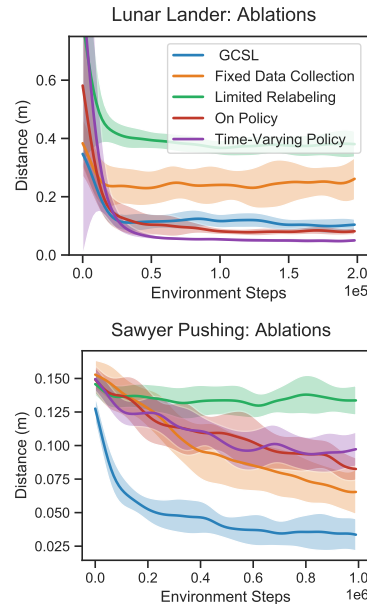 Lunar Lander: Ablations
Distance (m)
0.6
0.4
0.2
0.0
GCSL
Fixed Data Collection
Limited Relabeling
On Policy
Time-Varying Policy
0.0 0.5 1.0 1.5 2.0
Environment Steps
1e5
Sawyer Pushing: Ablations
Distance (m)
0.150
0.125
0.100
0.075
0.050
0.025
0.0 0.2 0.4 0.6 0.8 1.0
Environment Steps
1e6